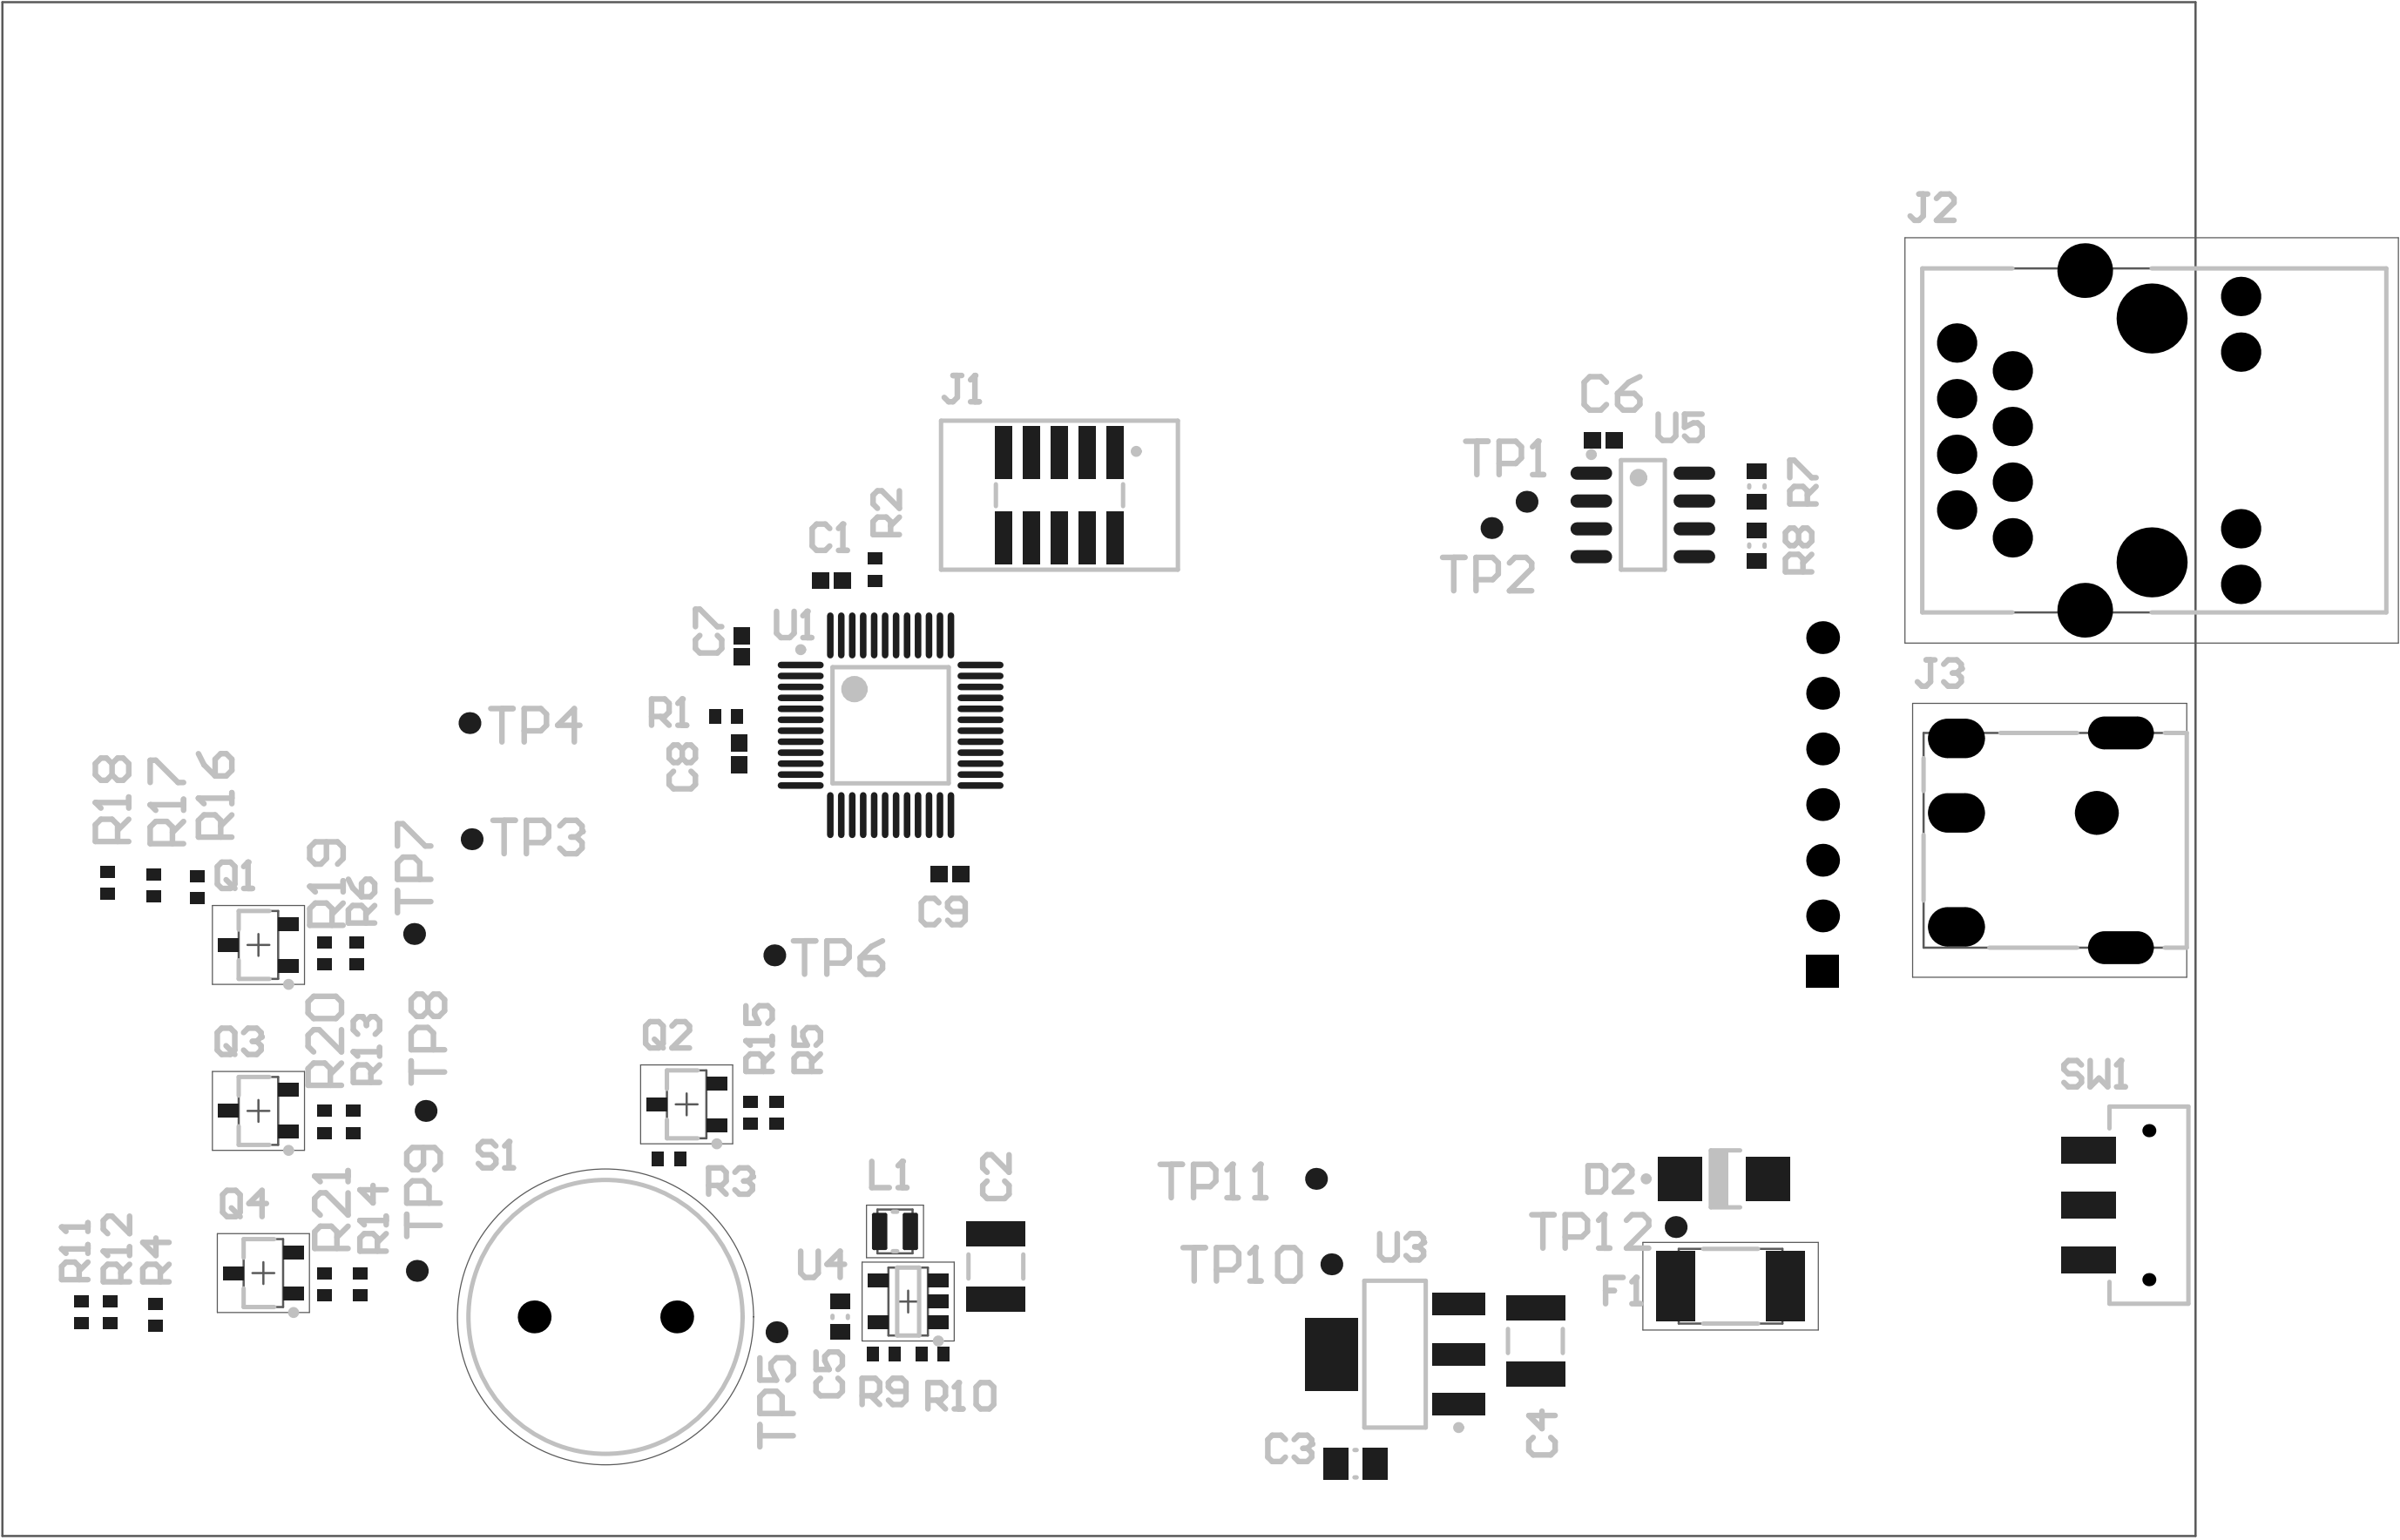 J2
J1
C6
U5
TP1
R7
R2
C1
R8
TP2
C7
U1
J3
R1
TP4
C8
R18
R17
R16
TP3
Q1
R19
R6
TP7
C9
TP6
Q3
R20
R13
TP8
Q2
R15
R5
SW1
S1
R3
L1
C2
TP11
D2
Q4
R21
R14
TP9
R11
R12
R4
TP12
U4
TP10
U3
F1
C5
R9
R10
TP5
C3
C4